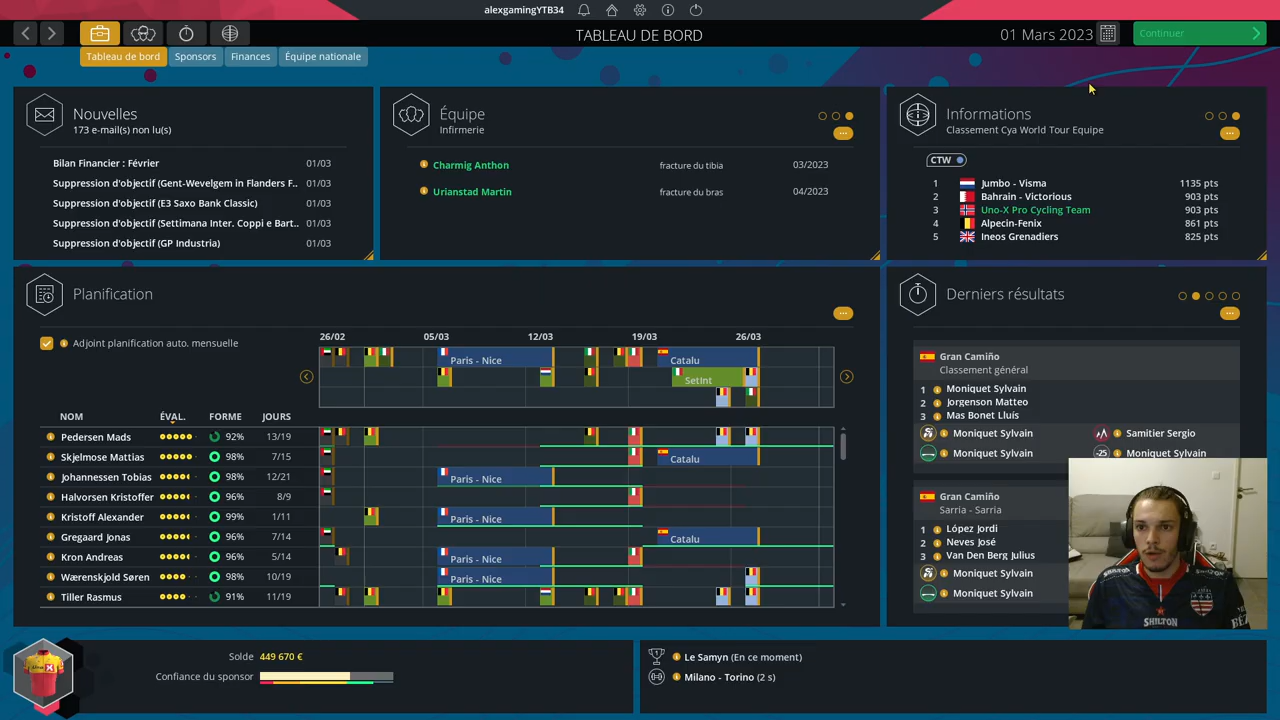 alexgamingYTB34
TABLEAU DE BORD
01 Mars 2023
Continuer
Tableau de bord
Sponsors
Finances
Équipe nationale
Nouvelles
173 e-mail(s) non lu(s)
Bilan Financier : Février 01/03
Suppression d'objectif (Gent-Wevelgem in Flanders F.. 01/03
Suppression d'objectif (E3 Saxo Bank Classic) 01/03
Suppression d'objectif (Settimana Inter. Coppi e Bart.. 01/03
Suppression d'objectif (GP Industria) 01/03
Équipe
Infirmerie
Charmig Anthon fracture du tibia 03/2023
Urianstad Martin fracture du bras 04/2023
Informations
Classement Cya World Tour Equipe
CTW
1 Jumbo - Visma 1135 pts
2 Bahrain - Victorious 903 pts
3 Uno-X Pro Cycling Team 903 pts
4 Alpecin-Fenix 861 pts
5 Ineos Grenadiers 825 pts
Planification
Adjoint planification auto. mensuelle
26/02 05/03 12/03 19/03 26/03
Paris - Nice Catalu
SetInt
NOM ÉVAL. FORME JOURS
Pedersen Mads 92% 13/19
Skjelmose Mattias 98% 7/15 Catalu
Johannessen Tobias 98% 12/21 Paris - Nice
Halvorsen Kristoffer 96% 8/9
Kristoff Alexander 99% 1/11 Paris - Nice
Gregaard Jonas 96% 7/14 Catalu
Kron Andreas 96% 5/14 Paris - Nice
Wærenskjold Søren 98% 10/19 Paris - Nice
Tiller Rasmus 91% 11/19
Derniers résultats
Gran Camiño
Classement général
1 Moniquet Sylvain
2 Jorgenson Matteo
3 Mas Bonet Lluís
Moniquet Sylvain Samitier Sergio
Moniquet Sylvain -25 Moniquet Sylvain
Gran Camiño
Sarria - Sarria
1 López Jordi
2 Neves José
3 Van Den Berg Julius
Moniquet Sylvain
Moniquet Sylvain
SHILTON
Solde 449 670 €
Confiance du sponsor
Le Samyn (En ce moment)
Milano - Torino (2 s)